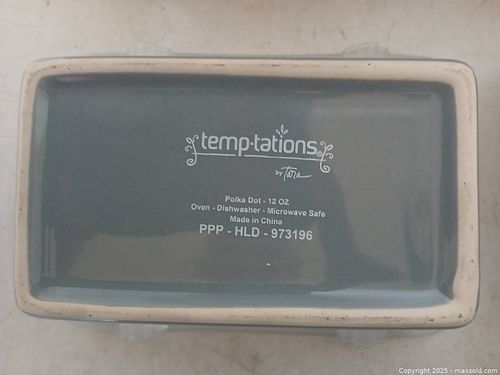 temp-tations
by Tara
Polka Dot - 12 OZ
Oven - Dishwasher - Microwave Safe
Made in China
PPP - HLD - 973196
Copyright 2025 - maxsold.com